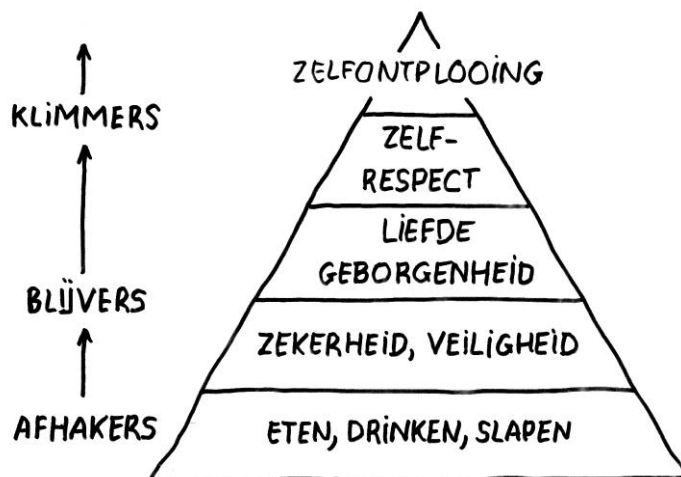 ZELFONTPLOOiNG
KLiMMERS
ZELF-
RESPECT
LiEFDE
GEBORGENHEiD
BLiJVERS
ZEKERHEiD, VEiLiGHEiD
AFHAKERS
ETEN, DRiNKEN, SLAPEN